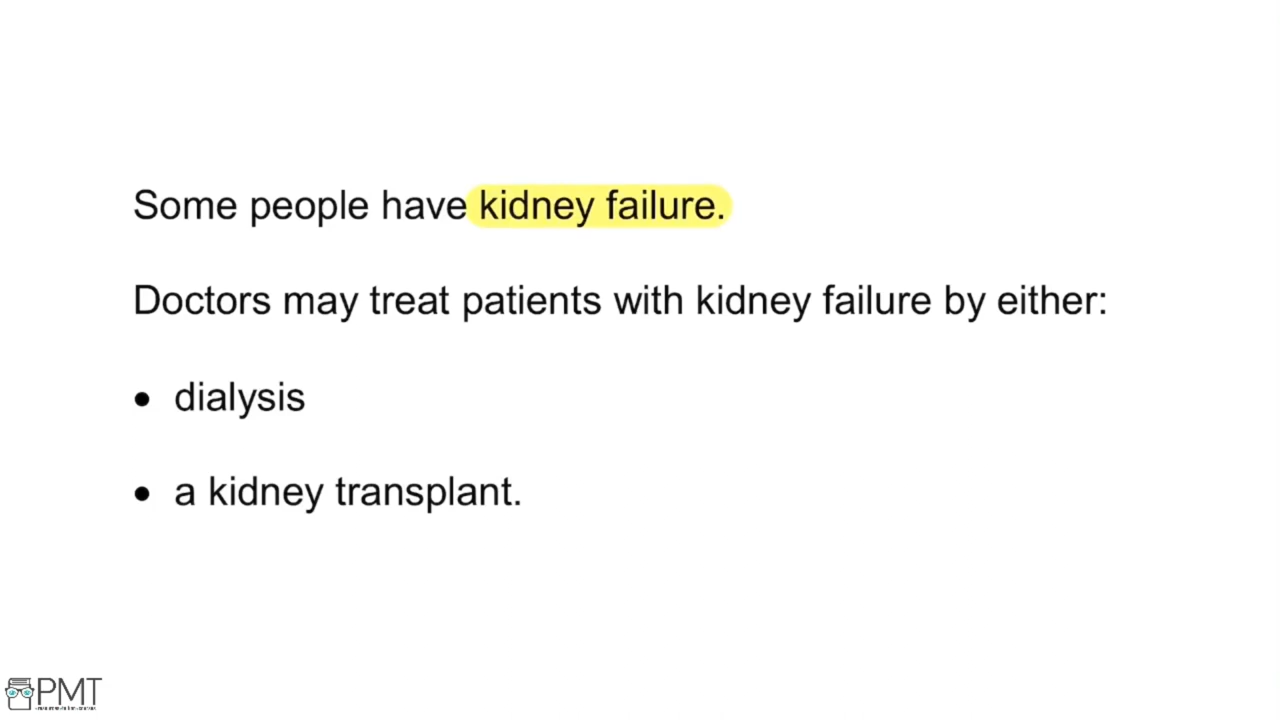 Some people have kidney failure.
Doctors may treat patients with kidney failure by either:
• dialysis
• a kidney transplant.
PMT